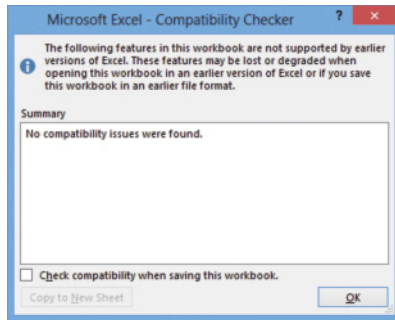 Microsoft Excel - Compatibility Checker ? ×
The following features in this workbook are not supported by earlier
versions of Excel. These features may be lost or degraded when
opening this workbook in an earlier version of Excel or if you save
this workbook in an earlier file format.
Summary
No compatibility issues were found.
Check compatibility when saving this workbook.
Copy to New Sheet OK